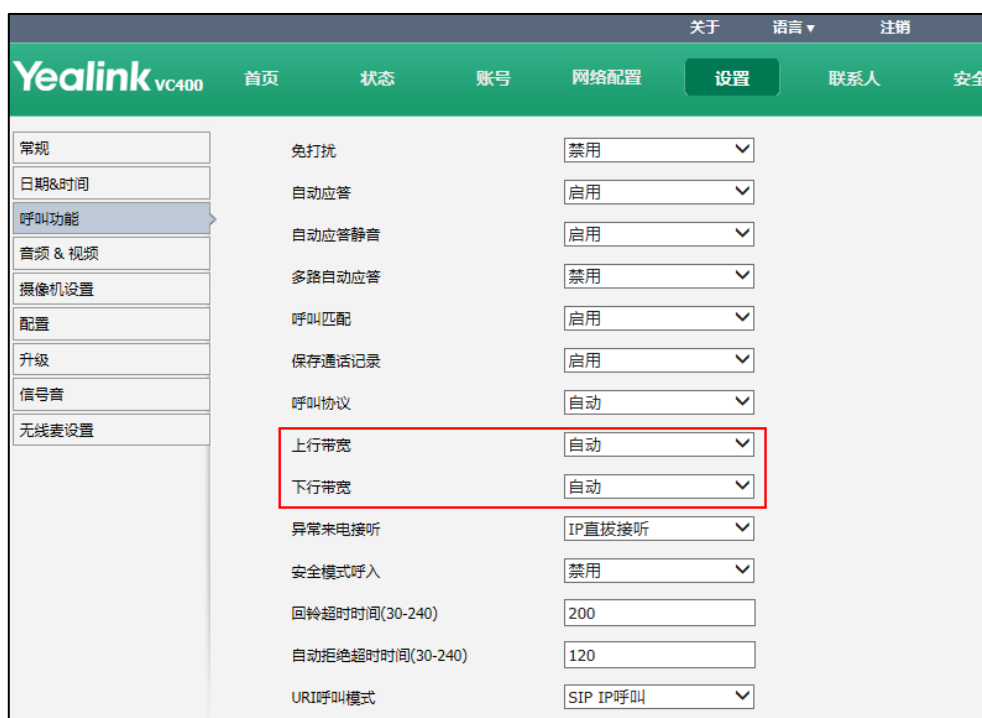 关于 语言▼ 注销
Yealink VC400 首页 状态 账号 网络配置 设置 联系人 安全
常规
日期&时间
呼叫功能
音频 & 视频
摄像机设置
配置
升级
信号音
无线麦设置
免打扰 禁用
自动应答 启用
自动应答静音 启用
多路自动应答 禁用
呼叫匹配 启用
保存通话记录 启用
呼叫协议 自动
上行带宽 自动
下行带宽 自动
异常来电接听 IP直拔接听
安全模式呼入 禁用
回铃超时时间(30-240) 200
自动拒绝超时时间(30-240) 120
URI呼叫模式 SIP IP呼叫